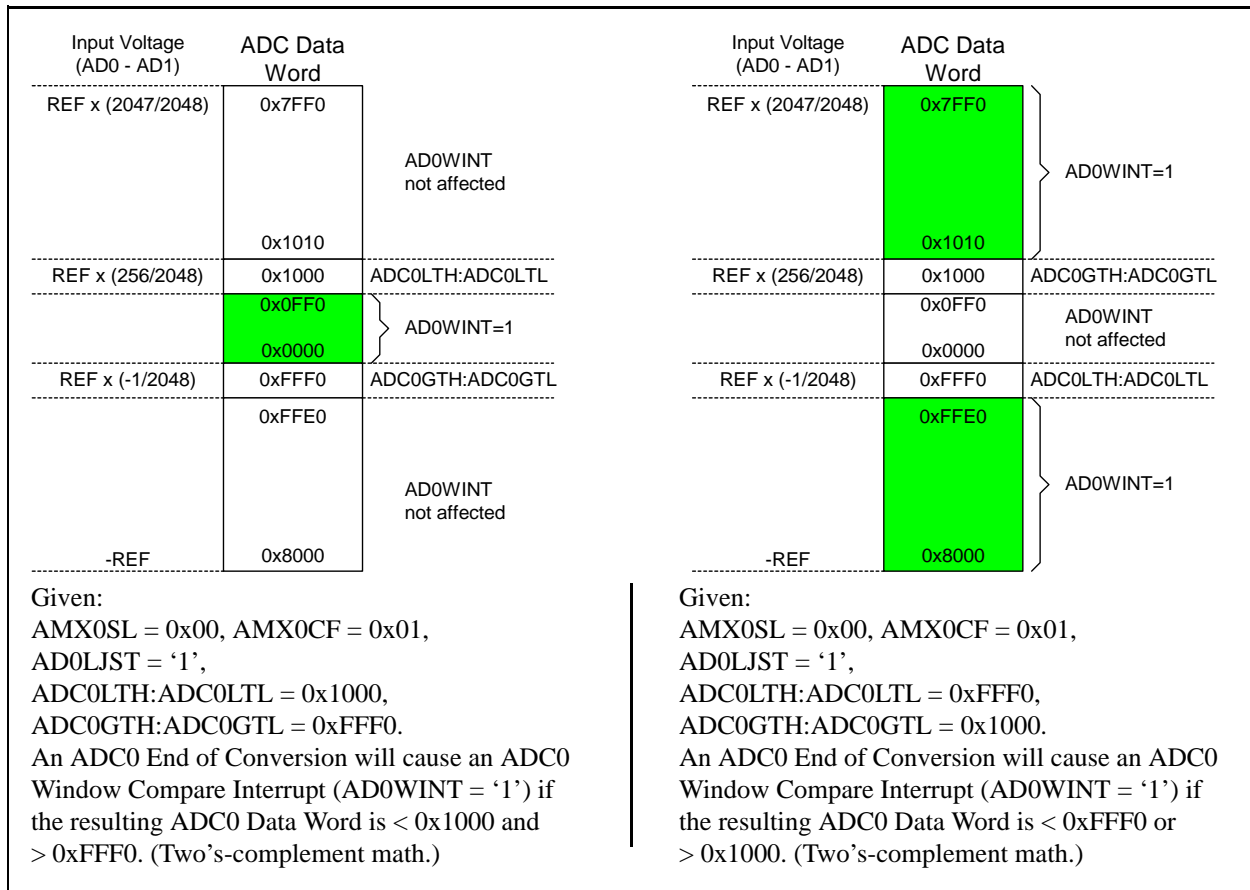 Input Voltage
(AD0 - AD1)
ADC Data
Word
REF x (2047/2048)
0x7FF0
AD0WINT
not affected
0x1010
REF x (256/2048)
0x1000
ADC0LTH:ADC0LTL
0x0FF0
AD0WINT=1
0x0000
REF x (-1/2048)
0xFFF0
ADC0GTH:ADC0GTL
0xFFE0
AD0WINT
not affected
-REF
0x8000
Given:
AMX0SL = 0x00, AMX0CF = 0x01,
AD0LJST = ‘1’,
ADC0LTH:ADC0LTL = 0x1000,
ADC0GTH:ADC0GTL = 0xFFF0.
An ADC0 End of Conversion will cause an ADC0
Window Compare Interrupt (AD0WINT = ‘1’) if
the resulting ADC0 Data Word is < 0x1000 and
> 0xFFF0. (Two’s-complement math.)
Input Voltage
(AD0 - AD1)
ADC Data
Word
REF x (2047/2048)
0x7FF0
AD0WINT=1
0x1010
REF x (256/2048)
0x1000
ADC0GTH:ADC0GTL
0x0FF0
AD0WINT
not affected
0x0000
REF x (-1/2048)
0xFFF0
ADC0LTH:ADC0LTL
0xFFE0
AD0WINT=1
-REF
0x8000
Given:
AMX0SL = 0x00, AMX0CF = 0x01,
AD0LJST = ‘1’,
ADC0LTH:ADC0LTL = 0xFFF0,
ADC0GTH:ADC0GTL = 0x1000.
An ADC0 End of Conversion will cause an ADC0
Window Compare Interrupt (AD0WINT = ‘1’) if
the resulting ADC0 Data Word is < 0xFFF0 or
> 0x1000. (Two’s-complement math.)